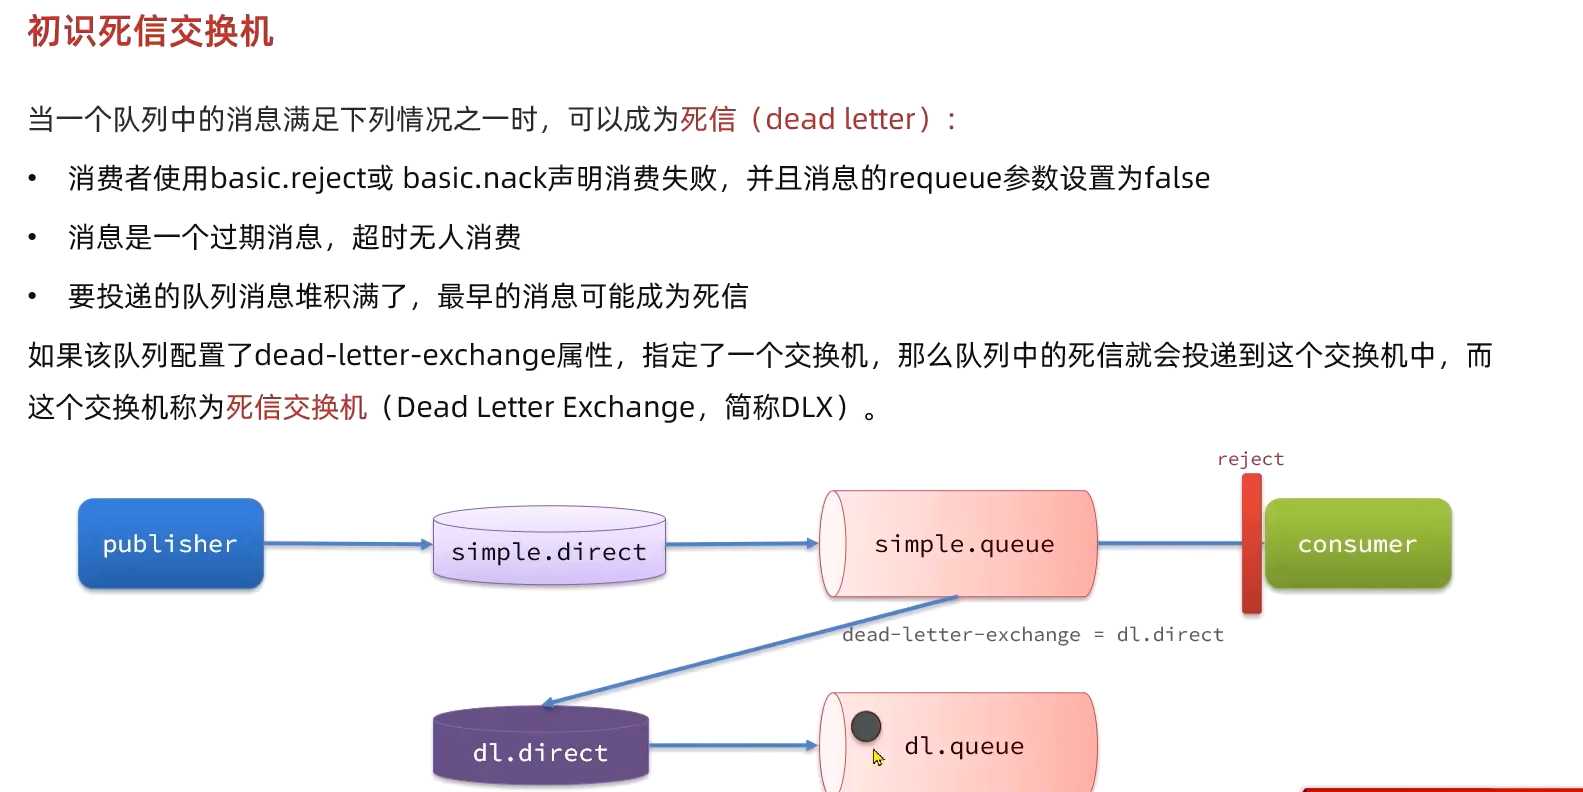 初识死信交换机
当一个队列中的消息满足下列情况之一时，可以成为死信（dead letter）：
• 消费者使用basic.reject或 basic.nack声明消费失败，并且消息的requeue参数设置为false
• 消息是一个过期消息，超时无人消费
• 要投递的队列消息堆积满了，最早的消息可能成为死信
如果该队列配置了dead-letter-exchange属性，指定了一个交换机，那么队列中的死信就会投递到这个交换机中，而
这个交换机称为死信交换机（Dead Letter Exchange，简称DLX）。
reject
publisher
simple.direct
simple.queue
consumer
dead-letter-exchange = dl.direct
dl.direct
dl.queue